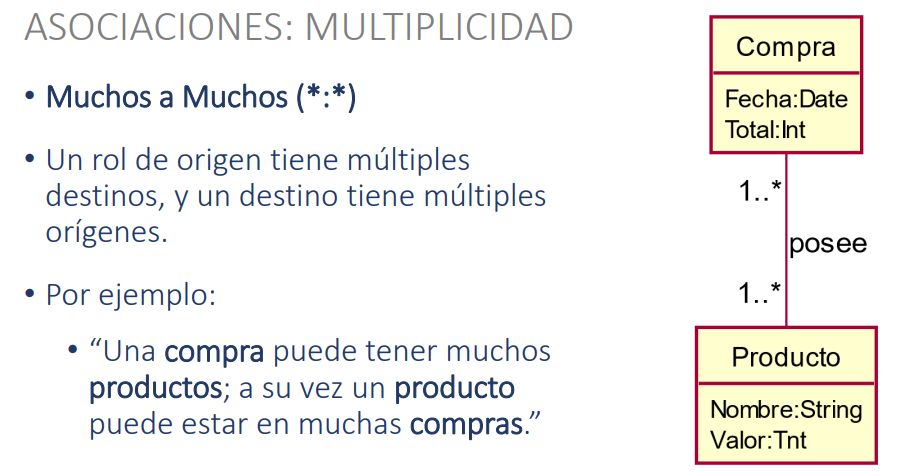 ASOCIACIONES: MULTIPLICIDAD
• Muchos a Muchos (*:*)
• Un rol de origen tiene múltiples
destinos, y un destino tiene múltiples
orígenes.
• Por ejemplo:
• “Una compra puede tener muchos
productos; a su vez un producto
puede estar en muchas compras.”
Compra
Fecha:Date
Total:Int
1..*
posee
1..*
Producto
Nombre:String
Valor:Tnt